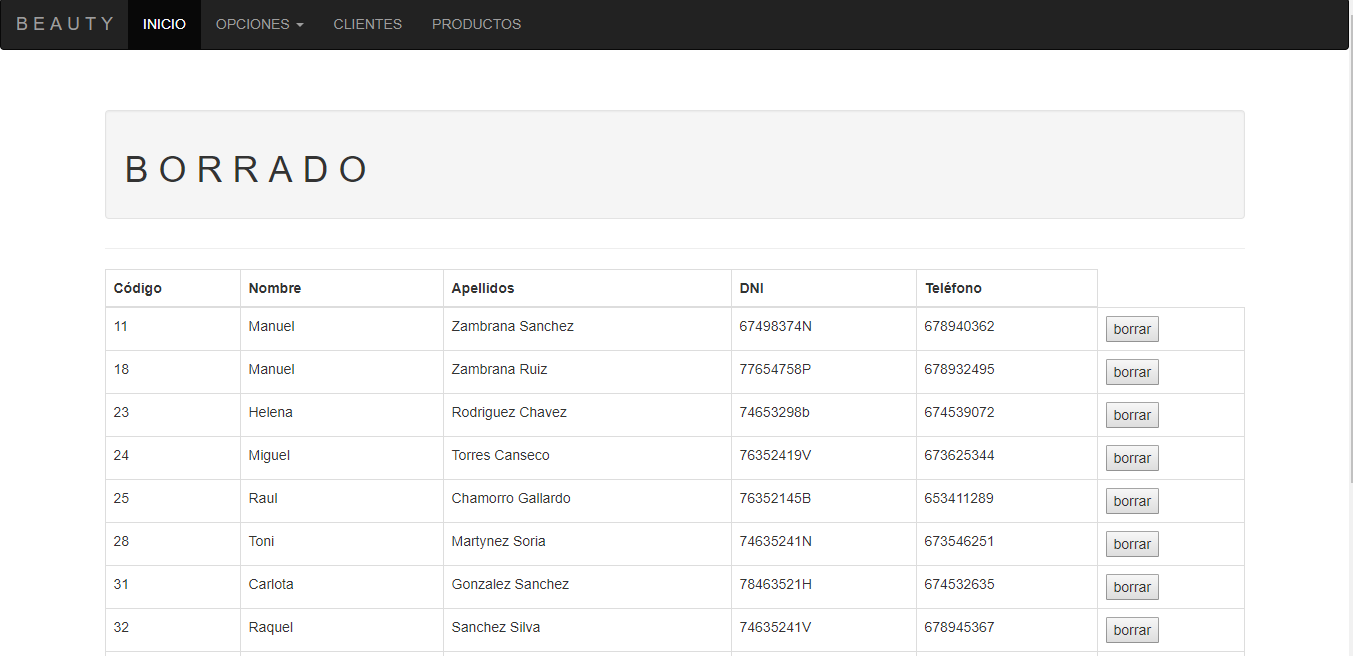 BEAUTY INICIO OPCIONES CLIENTES PRODUCTOS
BORRADO
Código Nombre Apellidos DNI Teléfono
11 Manuel Zambrana Sanchez 67498374N 678940362 borrar
18 Manuel Zambrana Ruiz 77654758P 678932495 borrar
23 Helena Rodriguez Chavez 74653298b 674539072 borrar
24 Miguel Torres Canseco 76352419V 673625344 borrar
25 Raul Chamorro Gallardo 76352145B 653411289 borrar
28 Toni Martynez Soria 74635241N 673546251 borrar
31 Carlota Gonzalez Sanchez 78463521H 674532635 borrar
32 Raquel Sanchez Silva 74635241V 678945367 borrar